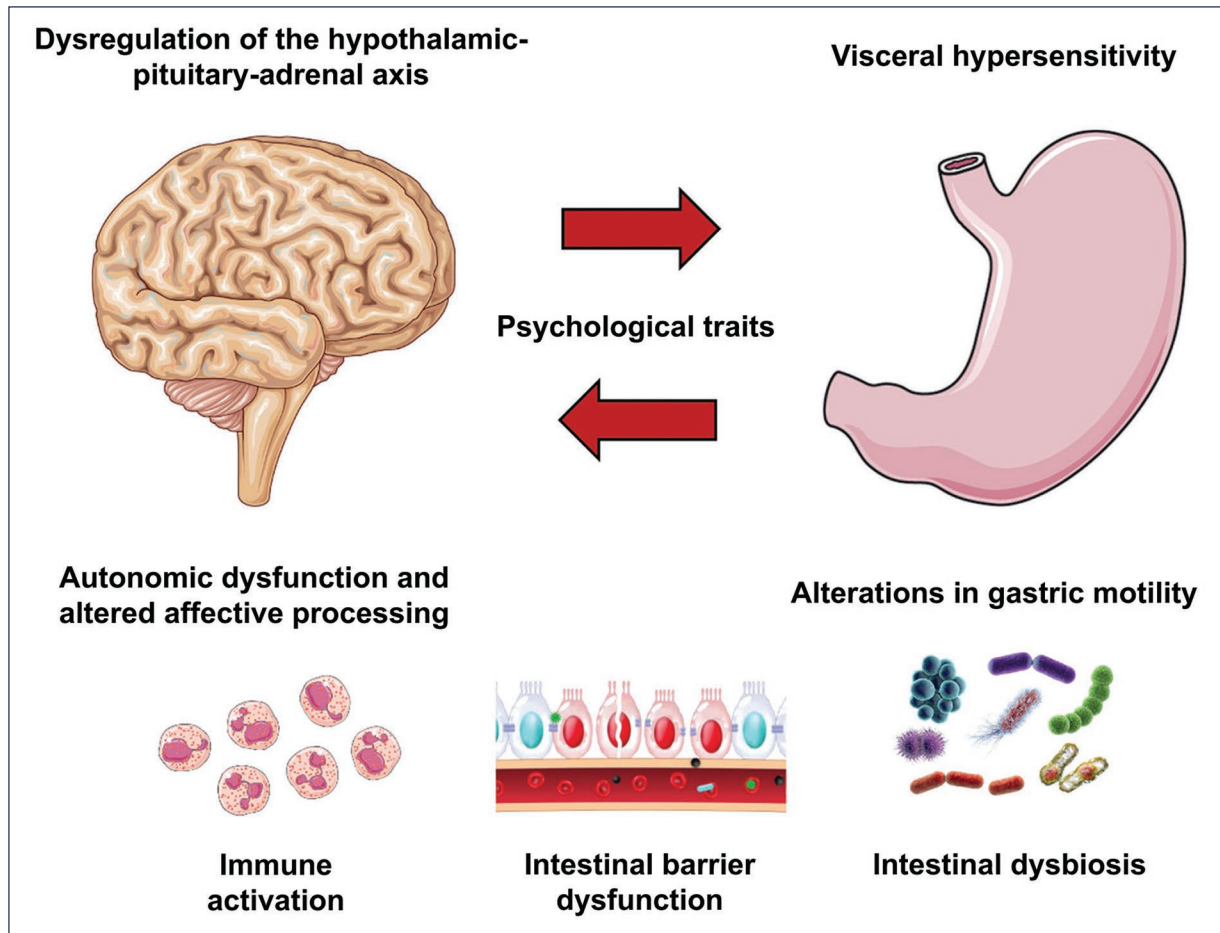 Dysregulation of the hypothalamic-
pituitary-adrenal axis
Visceral hypersensitivity
Psychological traits
Autonomic dysfunction and
altered affective processing
Alterations in gastric motility
Immune
activation
Intestinal barrier
dysfunction
Intestinal dysbiosis